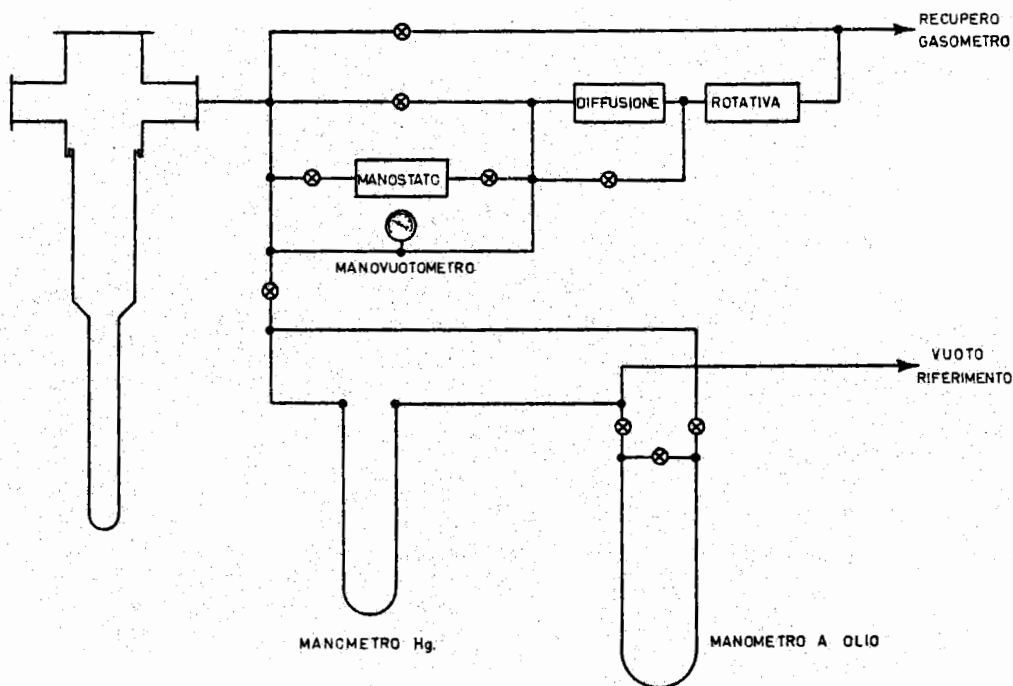 RECUPERO
GASOMETRO
DIFFUSIONE
ROTATIVA
MANOSTATO
MANOVUOTOMETRO
VUOTO
RIFERIMENTO
MANOMETRO Hg.
MANOMETRO A OLIO